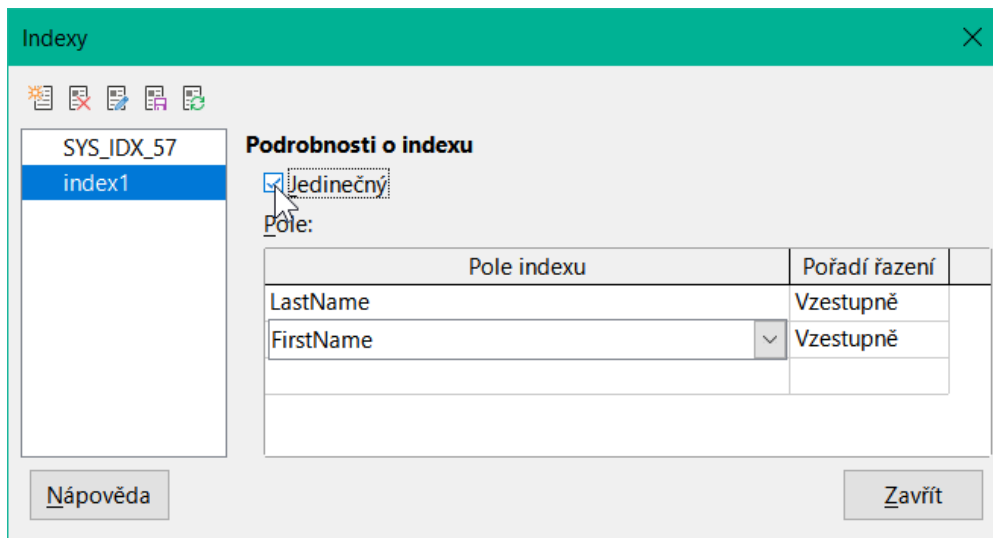 Indexy
SYS_IDX_57
index1
Podrobnosti o indexu
Jedinečný
Pole:
Pole indexu Pořadí řazení
LastName Vzestupně
FirstName Vzestupně
Nápověda Zavřít